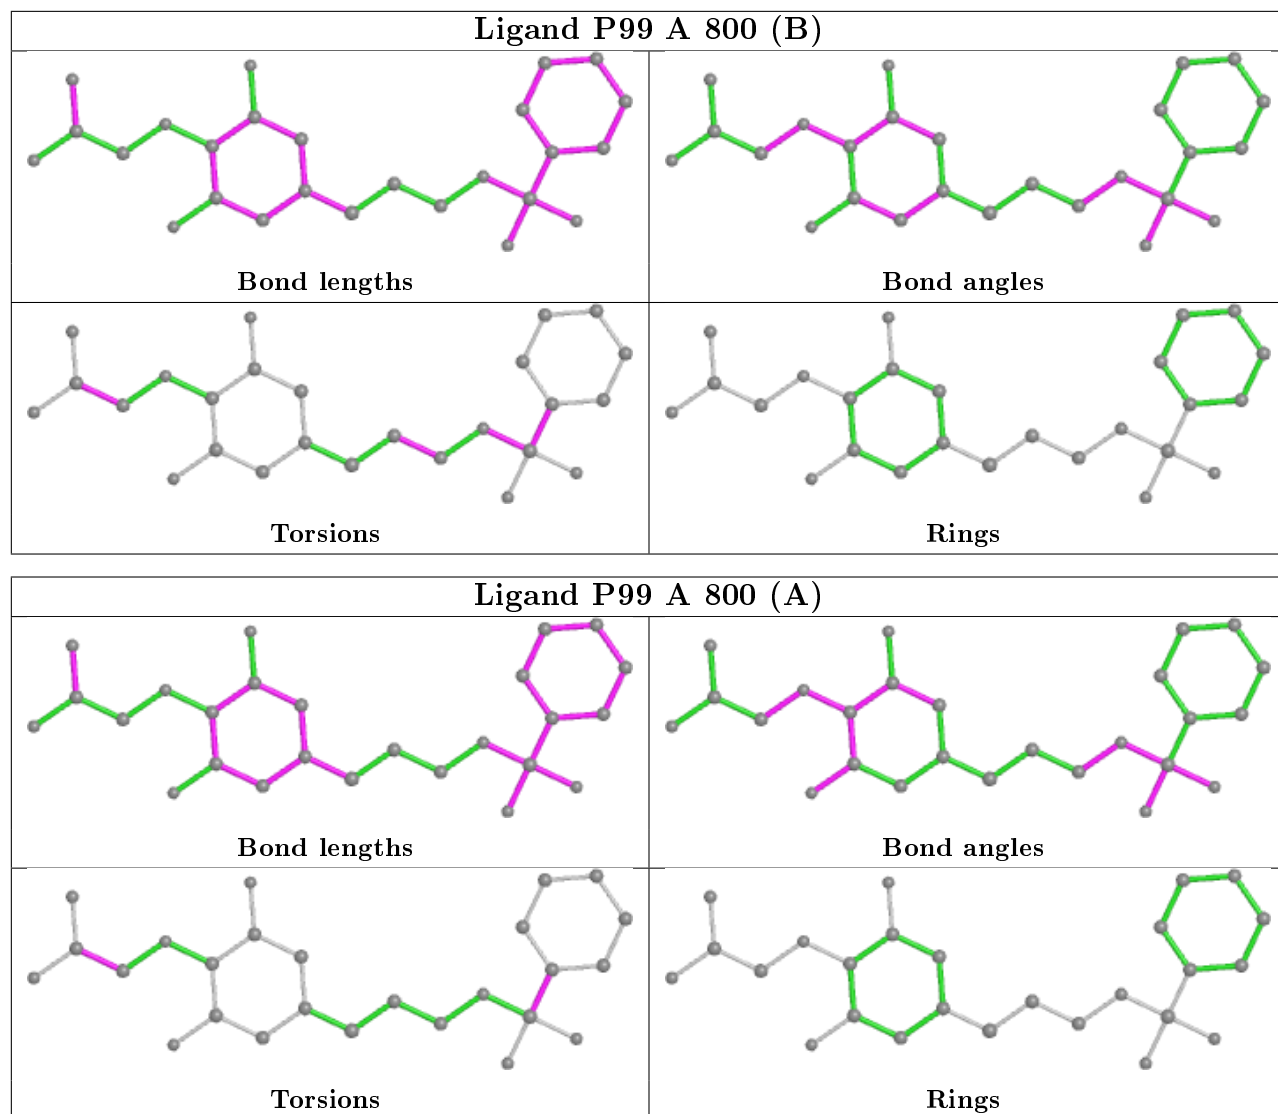 Ligand P99 A 800 (B)
Bond lengths
Bond angles
Torsions
Rings
Ligand P99 A 800 (A)
Bond lengths
Bond angles
Torsions
Rings